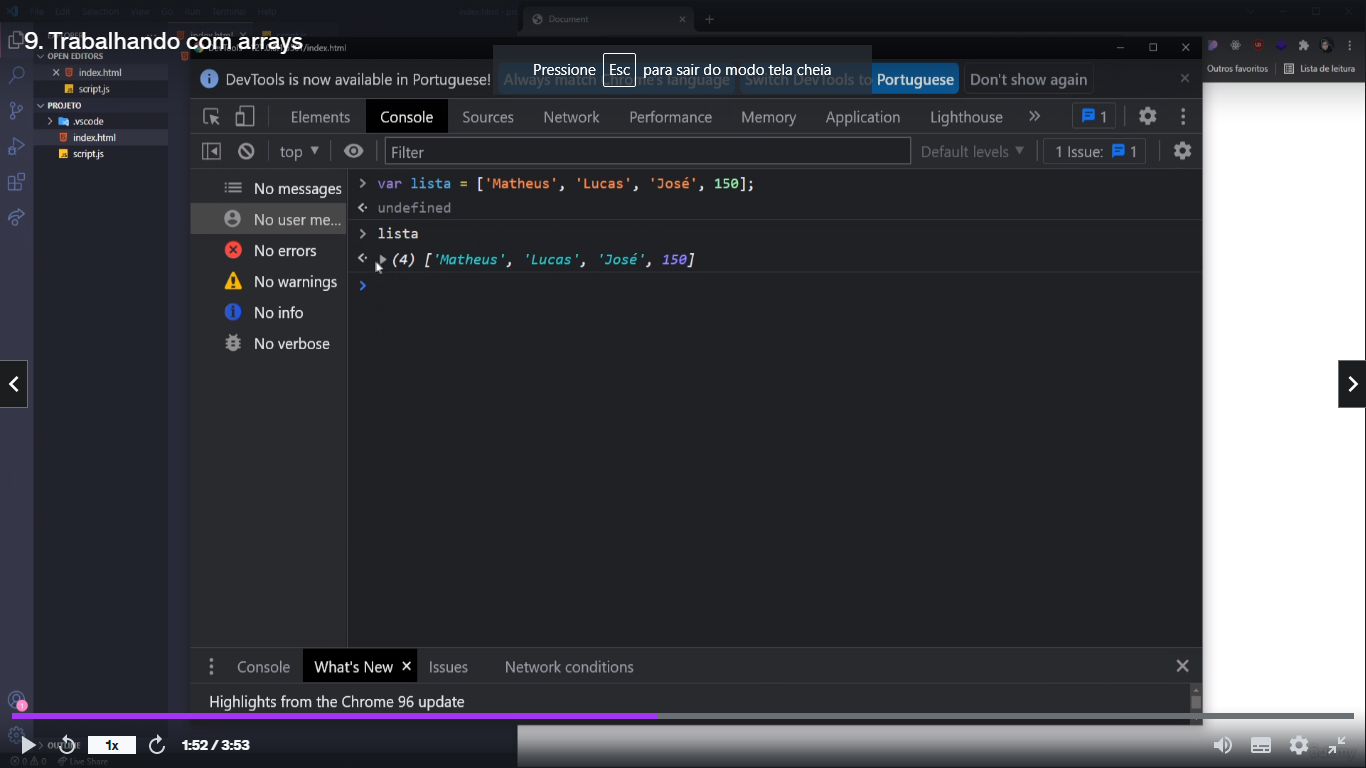 File Edit Selection View Go Run Terminal Help
Document
9. Trabalhando com arrays
index.html
OPEN EDITORS
index.html
script.js
PROJETO
.vscode
index.html
script.js
Pressione Esc para sair do modo tela cheia
DevTools is now available in Portuguese! Always match Chrome's language Switch DevTools to Portuguese Don't show again
Outros favoritos Lista de leitura
Elements Console Sources Network Performance Memory Application Lighthouse 1
top Filter Default levels 1 Issue: 1
No messages
No user me...
No errors
No warnings
No info
No verbose
var lista = ['Matheus', 'Lucas', 'José', 150];
undefined
lista
(4) ['Matheus', 'Lucas', 'José', 150]
Console What's New Issues Network conditions
Highlights from the Chrome 96 update
1
OUTLINE
1x 1:52 / 3:53
0 0 Live Share